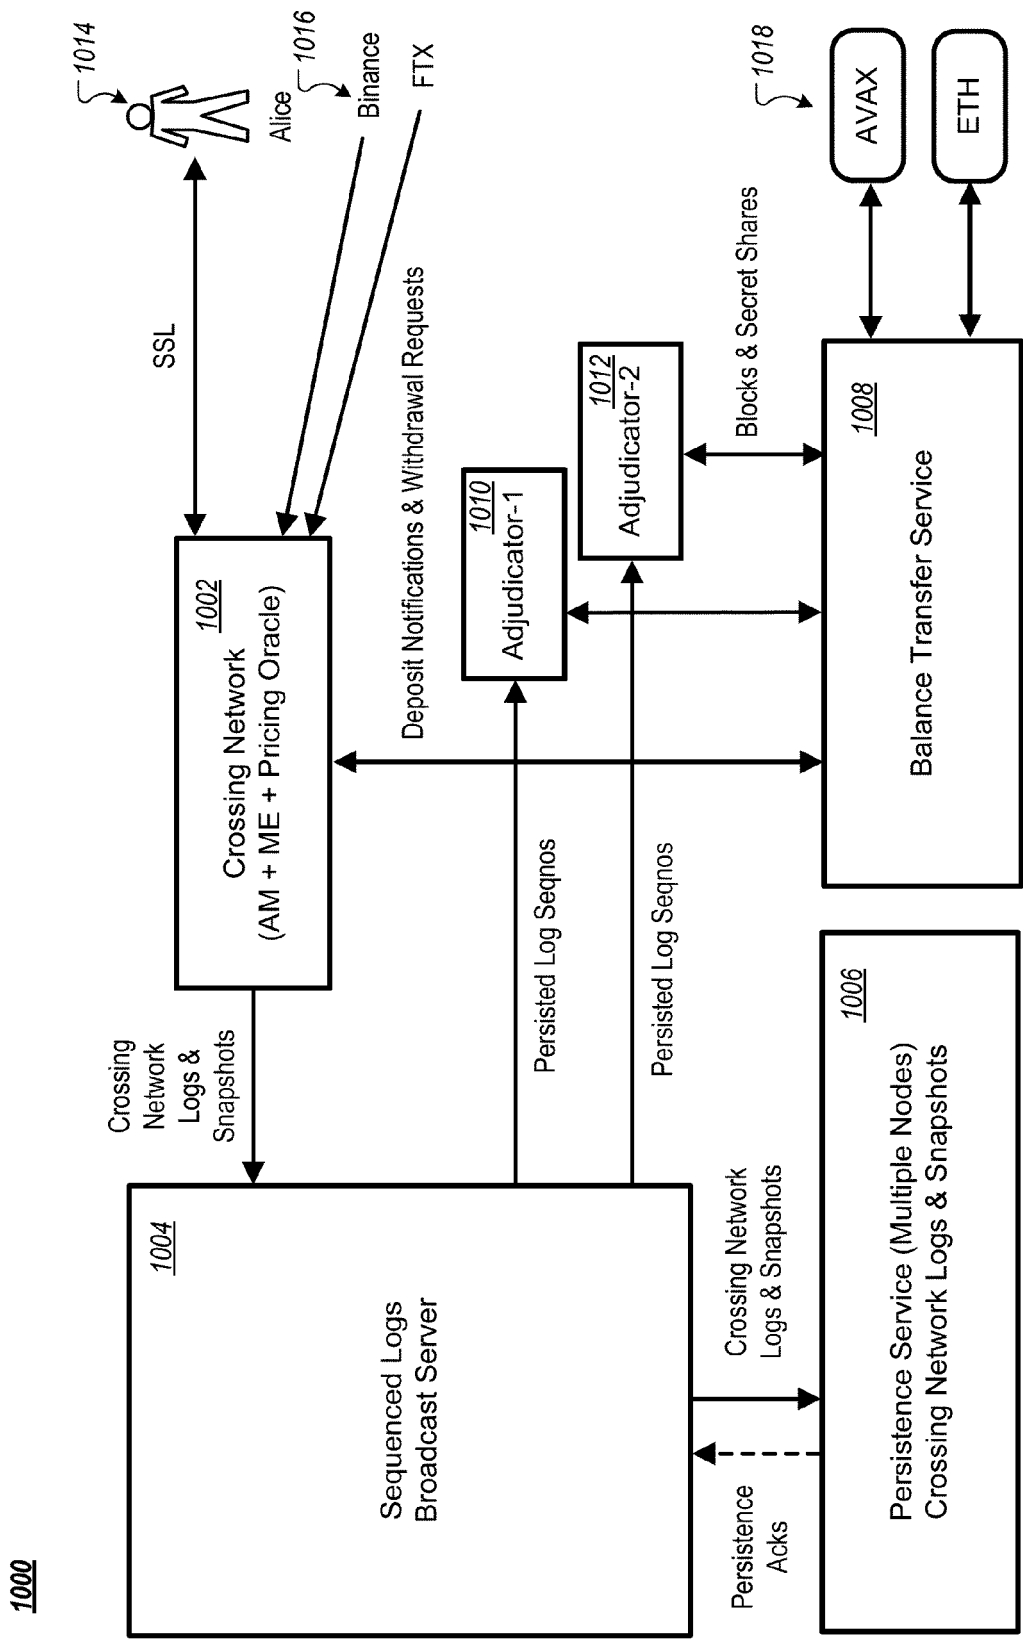 1000
1004
Sequenced Logs
Broadcast Server
Crossing
Network
Logs &
Snapshots
1002
Crossing Network
(AM + ME + Pricing Oracle)
SSL
1014
Alice
1016
Binance
FTX
Deposit Notifications & Withdrawal Requests
Persisted Log Seqnos
1010
Adjudicator-1
Persisted Log Seqnos
1012
Adjudicator-2
Blocks & Secret Shares
1018
AVAX
ETH
Persistence
Acks
Crossing Network
Logs & Snapshots
1006
Persistence Service (Multiple Nodes)
Crossing Network Logs & Snapshots
1008
Balance Transfer Service